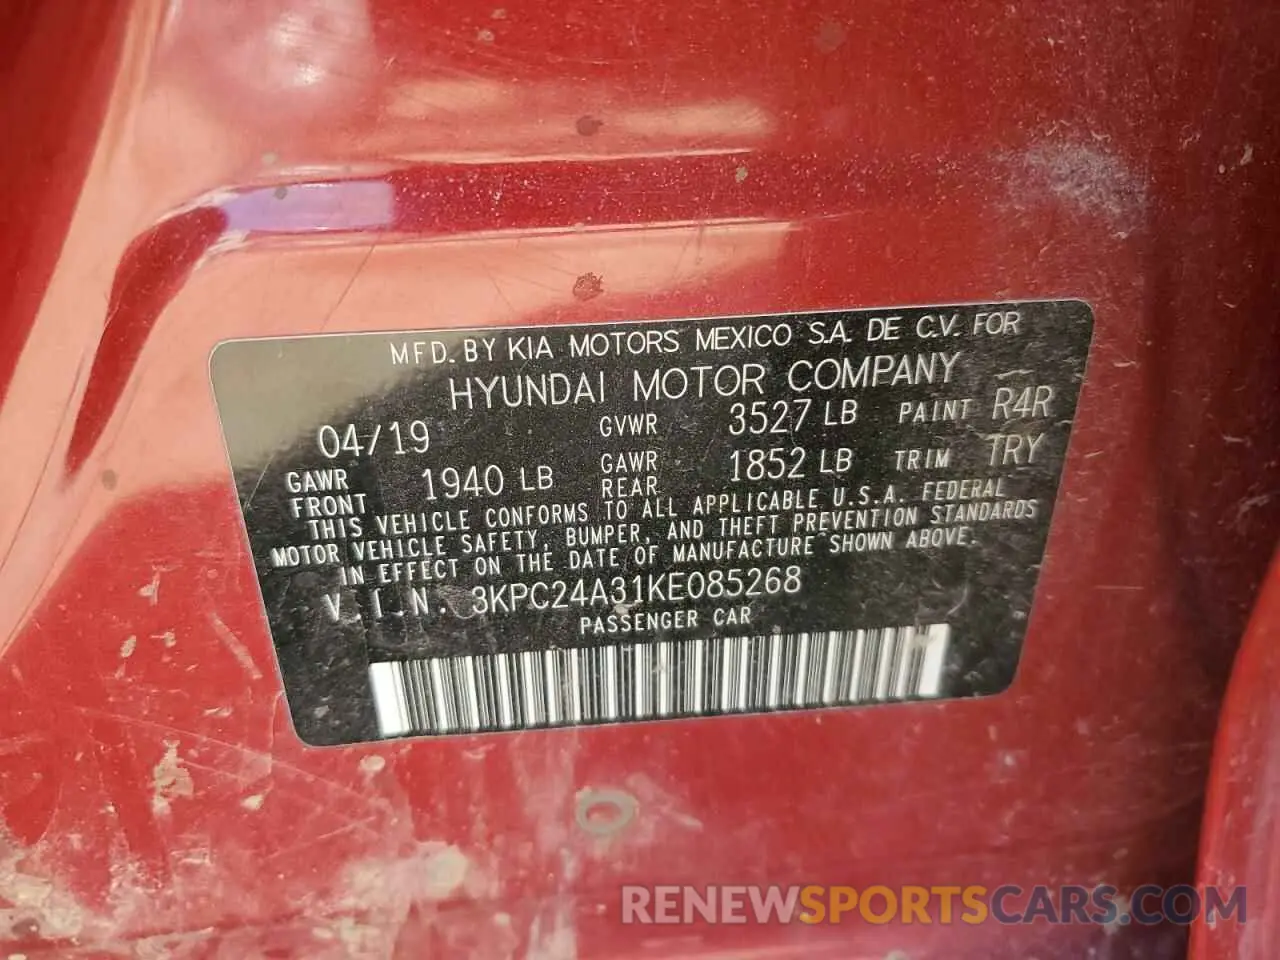 MFD. BY KIA MOTORS MEXICO S.A. DE C.V. FOR
HYUNDAI MOTOR COMPANY
04/19 GVWR 3527 LB PAINT R4R
GAWR FRONT 1940 LB GAWR REAR 1852 LB TRIM TRY
THIS VEHICLE CONFORMS TO ALL APPLICABLE U.S.A. FEDERAL
MOTOR VEHICLE SAFETY, BUMPER, AND THEFT PREVENTION STANDARDS
IN EFFECT ON THE DATE OF MANUFACTURE SHOWN ABOVE.
V.I.N. 3KPC24A31KE085268
PASSENGER CAR
RENEWSPORTSCARS.COM